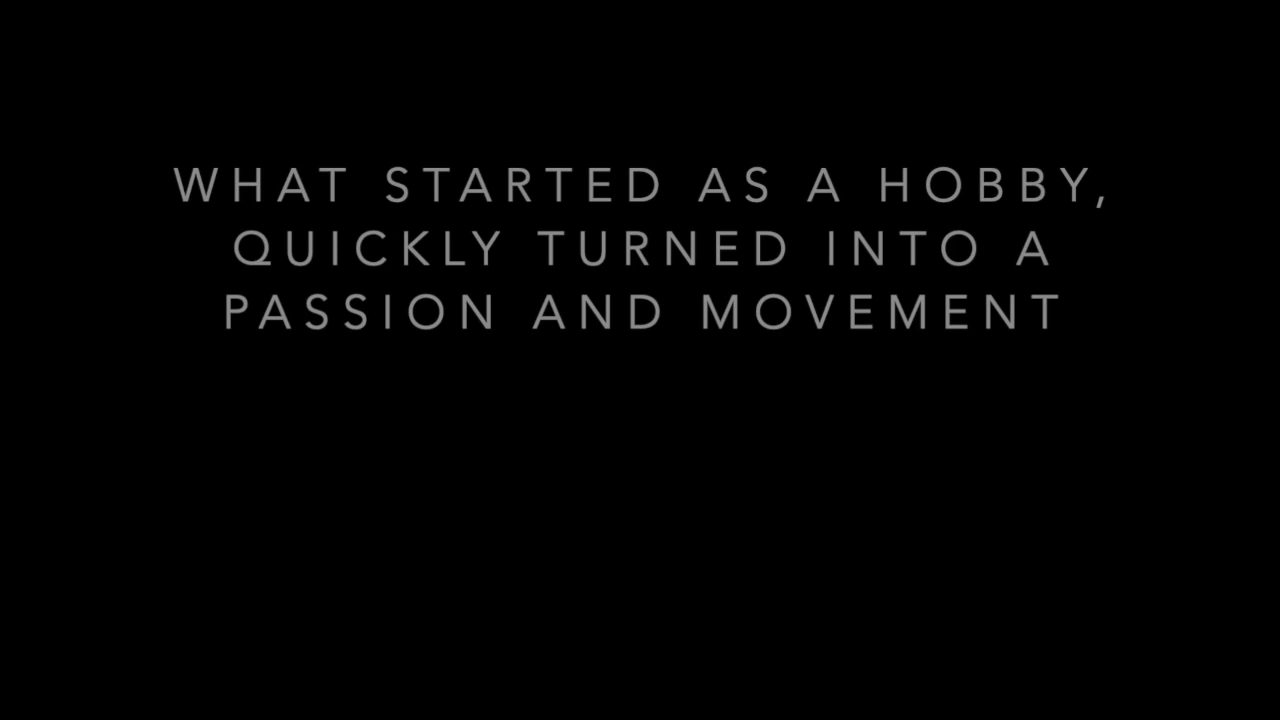 WHAT STARTED AS A HOBBY,
QUICKLY TURNED INTO A
PASSION AND MOVEMENT